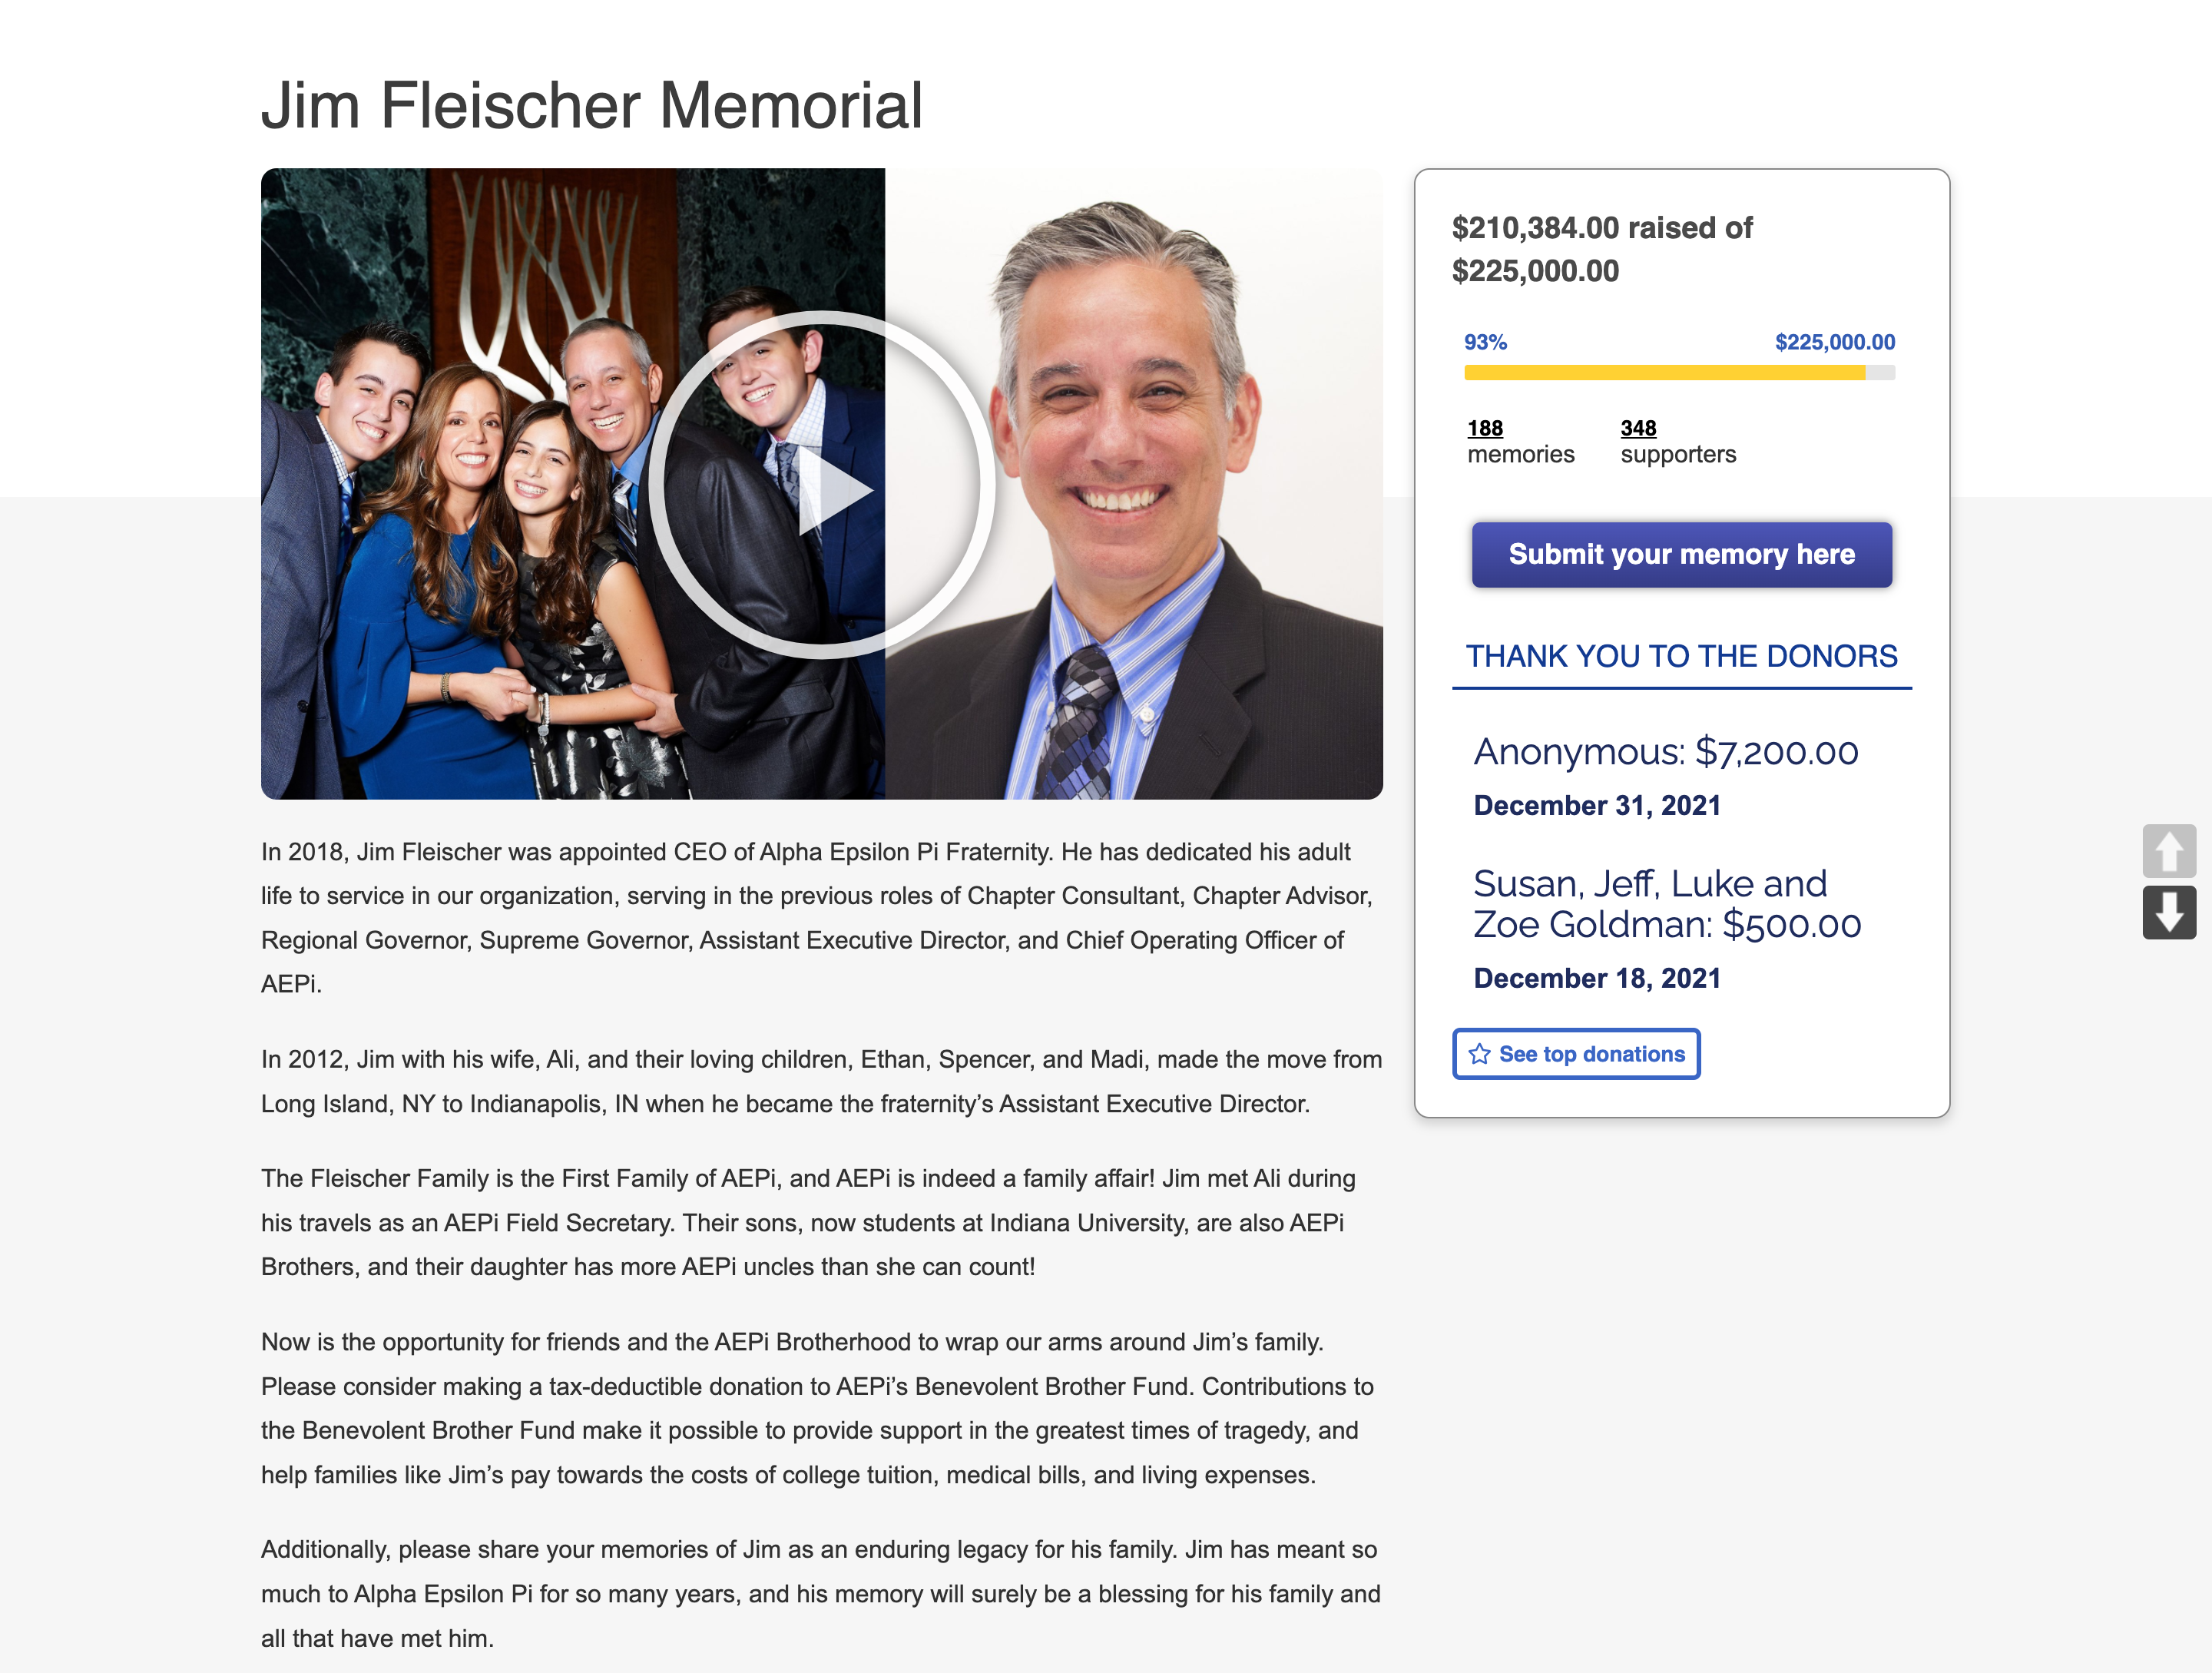 Jim Fleischer Memorial
$210,384.00 raised of
$225,000.00
93%
$225,000.00
188
memories
348
supporters
Submit your memory here
THANK YOU TO THE DONORS
Anonymous: $7,200.00
December 31, 2021
Susan, Jeff, Luke and
Zoe Goldman: $500.00
December 18, 2021
See top donations
In 2018, Jim Fleischer was appointed CEO of Alpha Epsilon Pi Fraternity. He has dedicated his adult
life to service in our organization, serving in the previous roles of Chapter Consultant, Chapter Advisor,
Regional Governor, Supreme Governor, Assistant Executive Director, and Chief Operating Officer of
AEPi.
In 2012, Jim with his wife, Ali, and their loving children, Ethan, Spencer, and Madi, made the move from
Long Island, NY to Indianapolis, IN when he became the fraternity’s Assistant Executive Director.
The Fleischer Family is the First Family of AEPi, and AEPi is indeed a family affair! Jim met Ali during
his travels as an AEPi Field Secretary. Their sons, now students at Indiana University, are also AEPi
Brothers, and their daughter has more AEPi uncles than she can count!
Now is the opportunity for friends and the AEPi Brotherhood to wrap our arms around Jim’s family.
Please consider making a tax-deductible donation to AEPi’s Benevolent Brother Fund. Contributions to
the Benevolent Brother Fund make it possible to provide support in the greatest times of tragedy, and
help families like Jim’s pay towards the costs of college tuition, medical bills, and living expenses.
Additionally, please share your memories of Jim as an enduring legacy for his family. Jim has meant so
much to Alpha Epsilon Pi for so many years, and his memory will surely be a blessing for his family and
all that have met him.